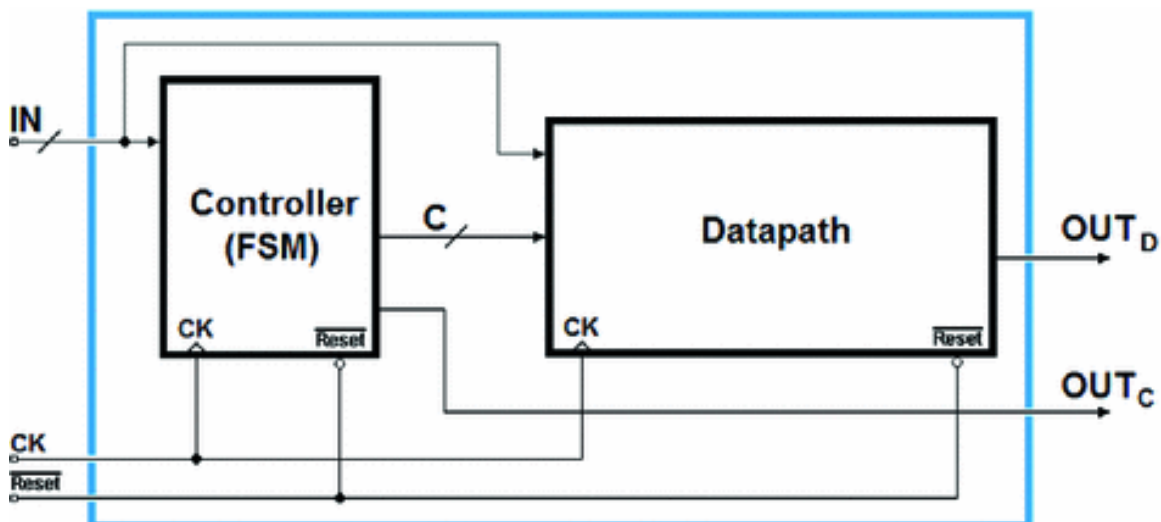 IN
Controller
(FSM)
C
Datapath
OUT_D
CK
Reset
CK
Reset
OUT_C
CK
Reset